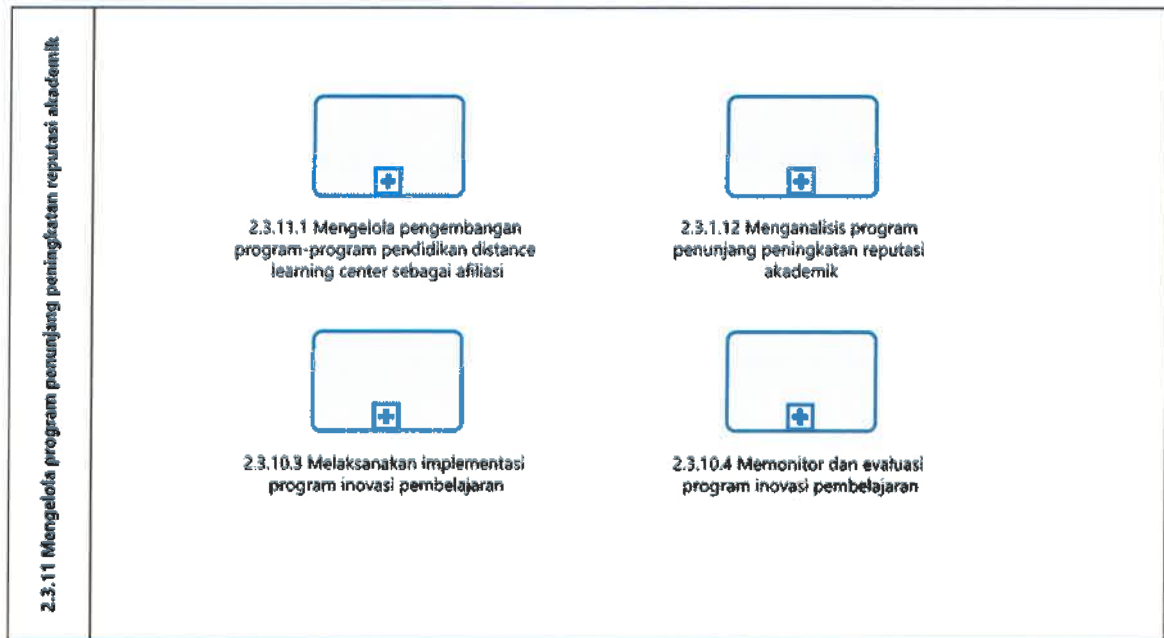 2.3.11 Mengelola program penunjang peningkatan reputasi akademik
2.3.11.1 Mengelola pengembangan
program-program pendidikan distance
learning center sebagai afiliasi
2.3.1.12 Menganalisis program
penunjang peningkatan reputasi
akademik
2.3.10.3 Melaksanakan implementasi
program inovasi pembelajaran
2.3.10.4 Memonitor dan evaluasi
program inovasi pembelajaran